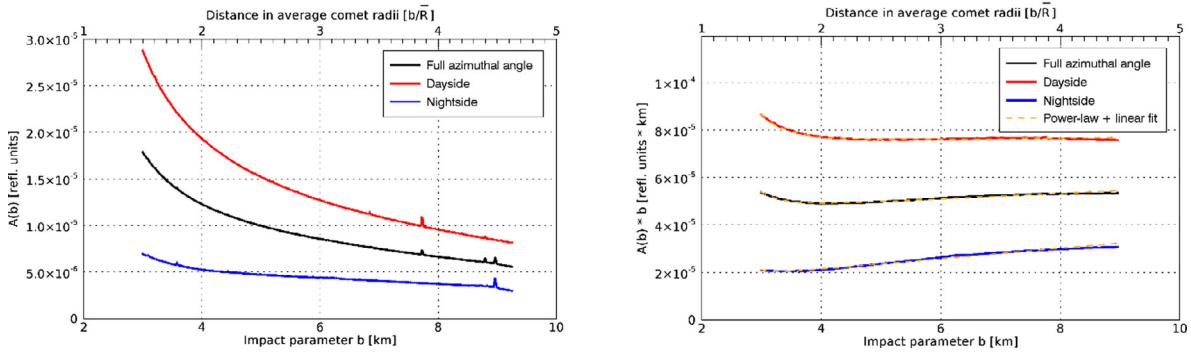 Distance in average comet radii [b/R̅]
1 2 3 4 5
3.0×10⁻⁵
2.5×10⁻⁵
2.0×10⁻⁵
1.5×10⁻⁵
1.0×10⁻⁵
5.0×10⁻⁶
0
A(b) [refl. units]
Full azimuthal angle
Dayside
Nightside
2 4 6 8 10
Impact parameter b [km]
Distance in average comet radii [b/R̅]
1 2 3 4 5
1×10⁻⁴
8×10⁻⁵
6×10⁻⁵
4×10⁻⁵
2×10⁻⁵
0
A(b) * b [refl. units * km]
Full azimuthal angle
Dayside
Nightside
Power-law + linear fit
2 4 6 8 10
Impact parameter b [km]